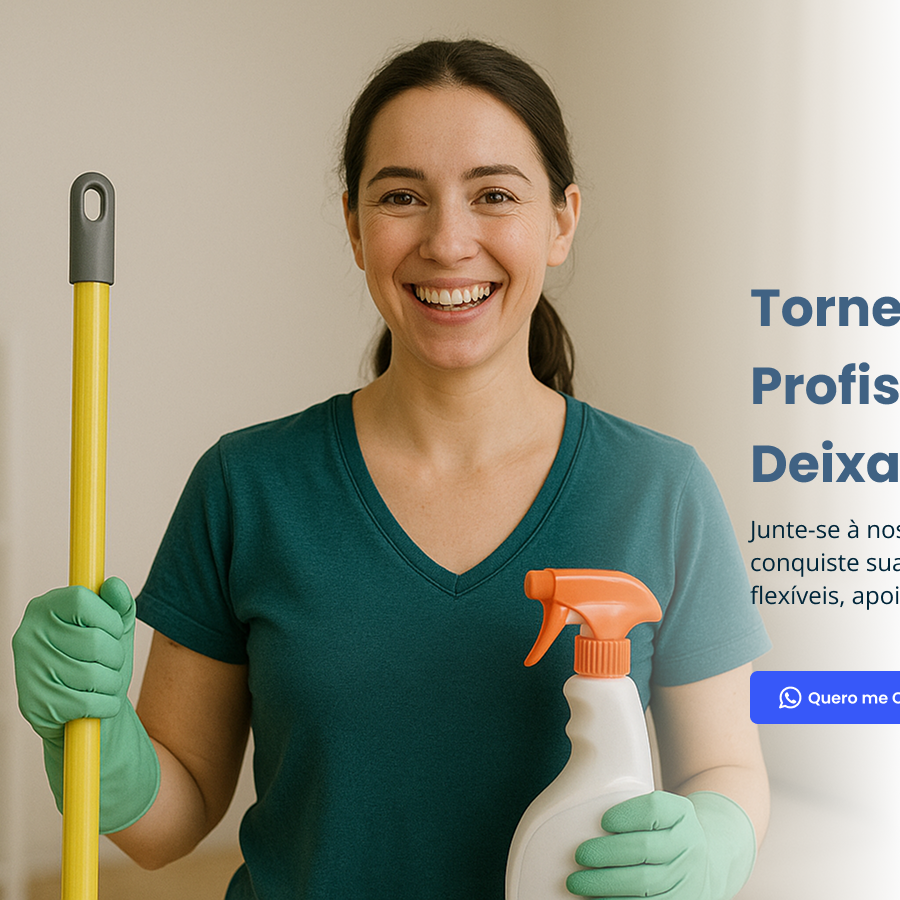 Torne
Profis
Deixa
Junte-se à nos
conquiste sua
flexíveis, apoi
Quero me C